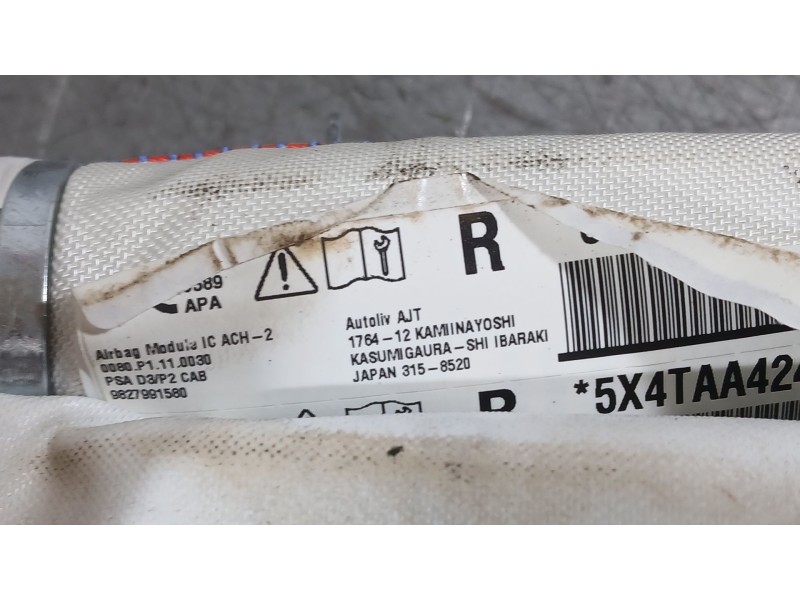 R
APA
Airbag Module IC ACH-2
0080.P1.11.0030
PSA D3/P2 CAB
9827991580
Autoliv AJT
1764-12 KAMIINAYOSHI
KASUMIGAURA-SHI IBARAKI
JAPAN 315-8520
*5X4TAA424
R